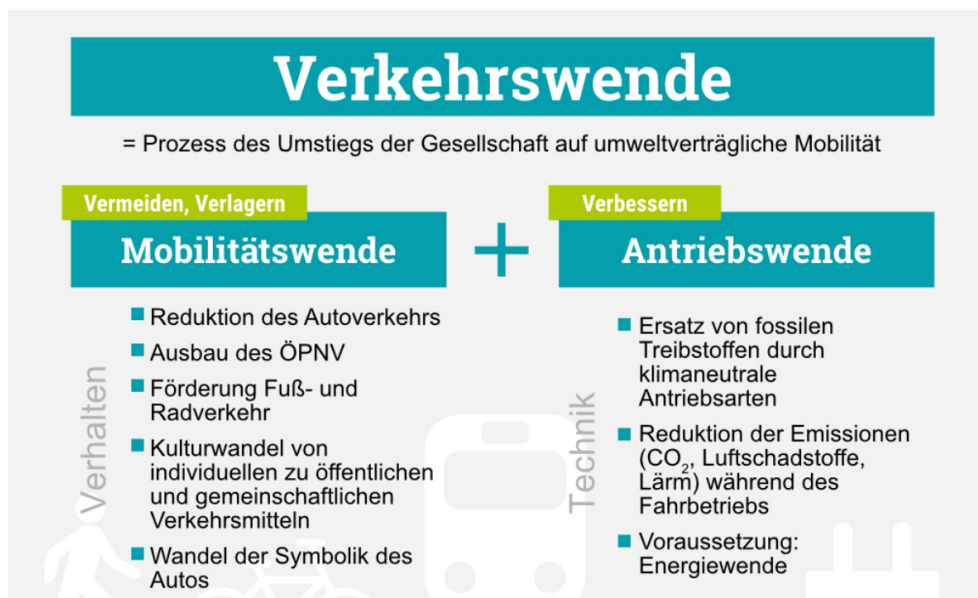 Verkehrswende
= Prozess des Umstiegs der Gesellschaft auf umweltverträgliche Mobilität
Vermeiden, Verlagern
Mobilitätswende
Verhalten
Reduktion des Autoverkehrs
Ausbau des ÖPNV
Förderung Fuß- und
Radverkehr
Kulturwandel von
individuellen zu öffentlichen
und gemeinschaftlichen
Verkehrsmitteln
Wandel der Symbolik des
Autos
+
Verbessern
Antriebswende
Technik
Ersatz von fossilen
Treibstoffen durch
klimaneutrale
Antriebsarten
Reduktion der Emissionen
(CO₂, Luftschadstoffe,
Lärm) während des
Fahrbetriebs
Voraussetzung:
Energiewende